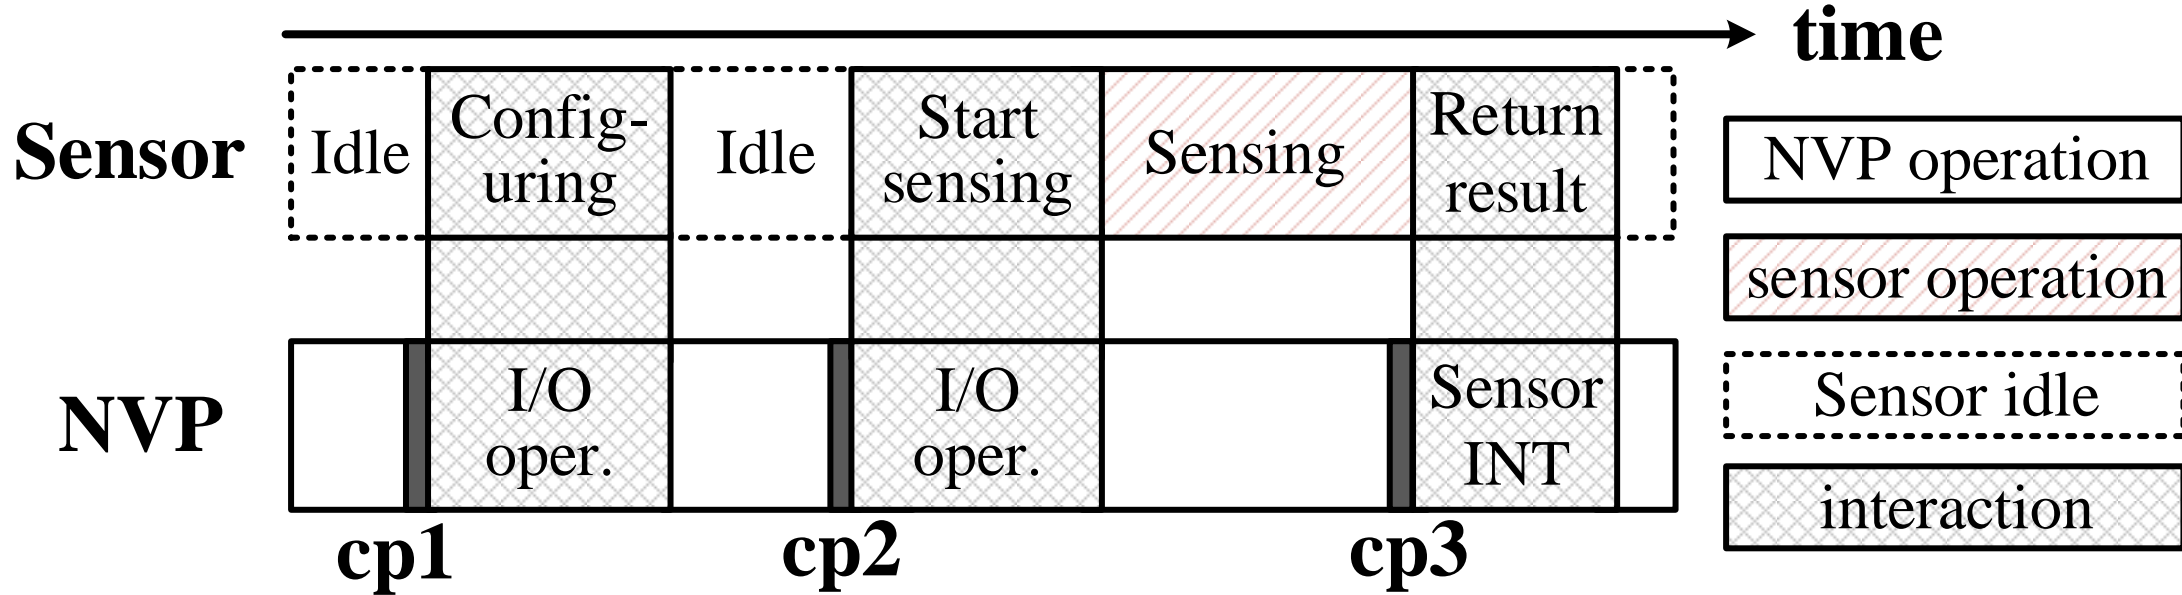 time
Sensor
Idle
Config-
uring
Idle
Start
sensing
Sensing
Return
result
NVP
I/O
oper.
I/O
oper.
Sensor
INT
cp1
cp2
cp3
NVP operation
sensor operation
Sensor idle
interaction